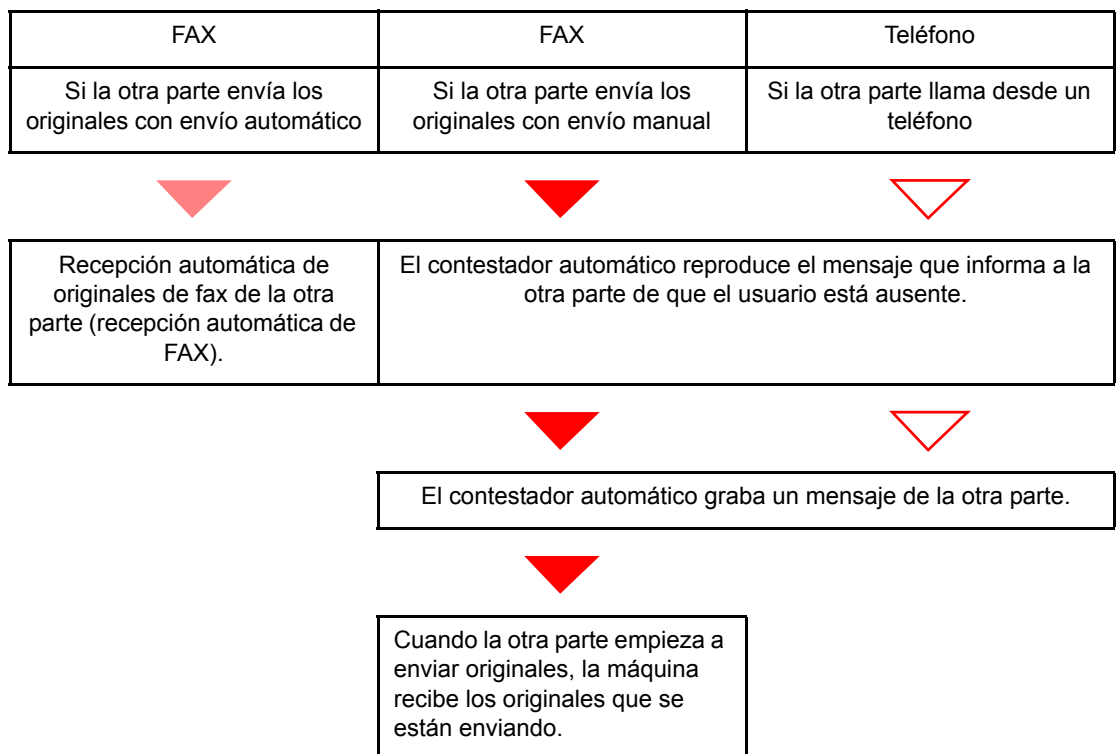 FAX
FAX
Teléfono
Si la otra parte envía los
originales con envío automático
Si la otra parte envía los
originales con envío manual
Si la otra parte llama desde un
teléfono
Recepción automática de
originales de fax de la otra
parte (recepción automática de
FAX).
El contestador automático reproduce el mensaje que informa a la
otra parte de que el usuario está ausente.
El contestador automático graba un mensaje de la otra parte.
Cuando la otra parte empieza a
enviar originales, la máquina
recibe los originales que se
están enviando.